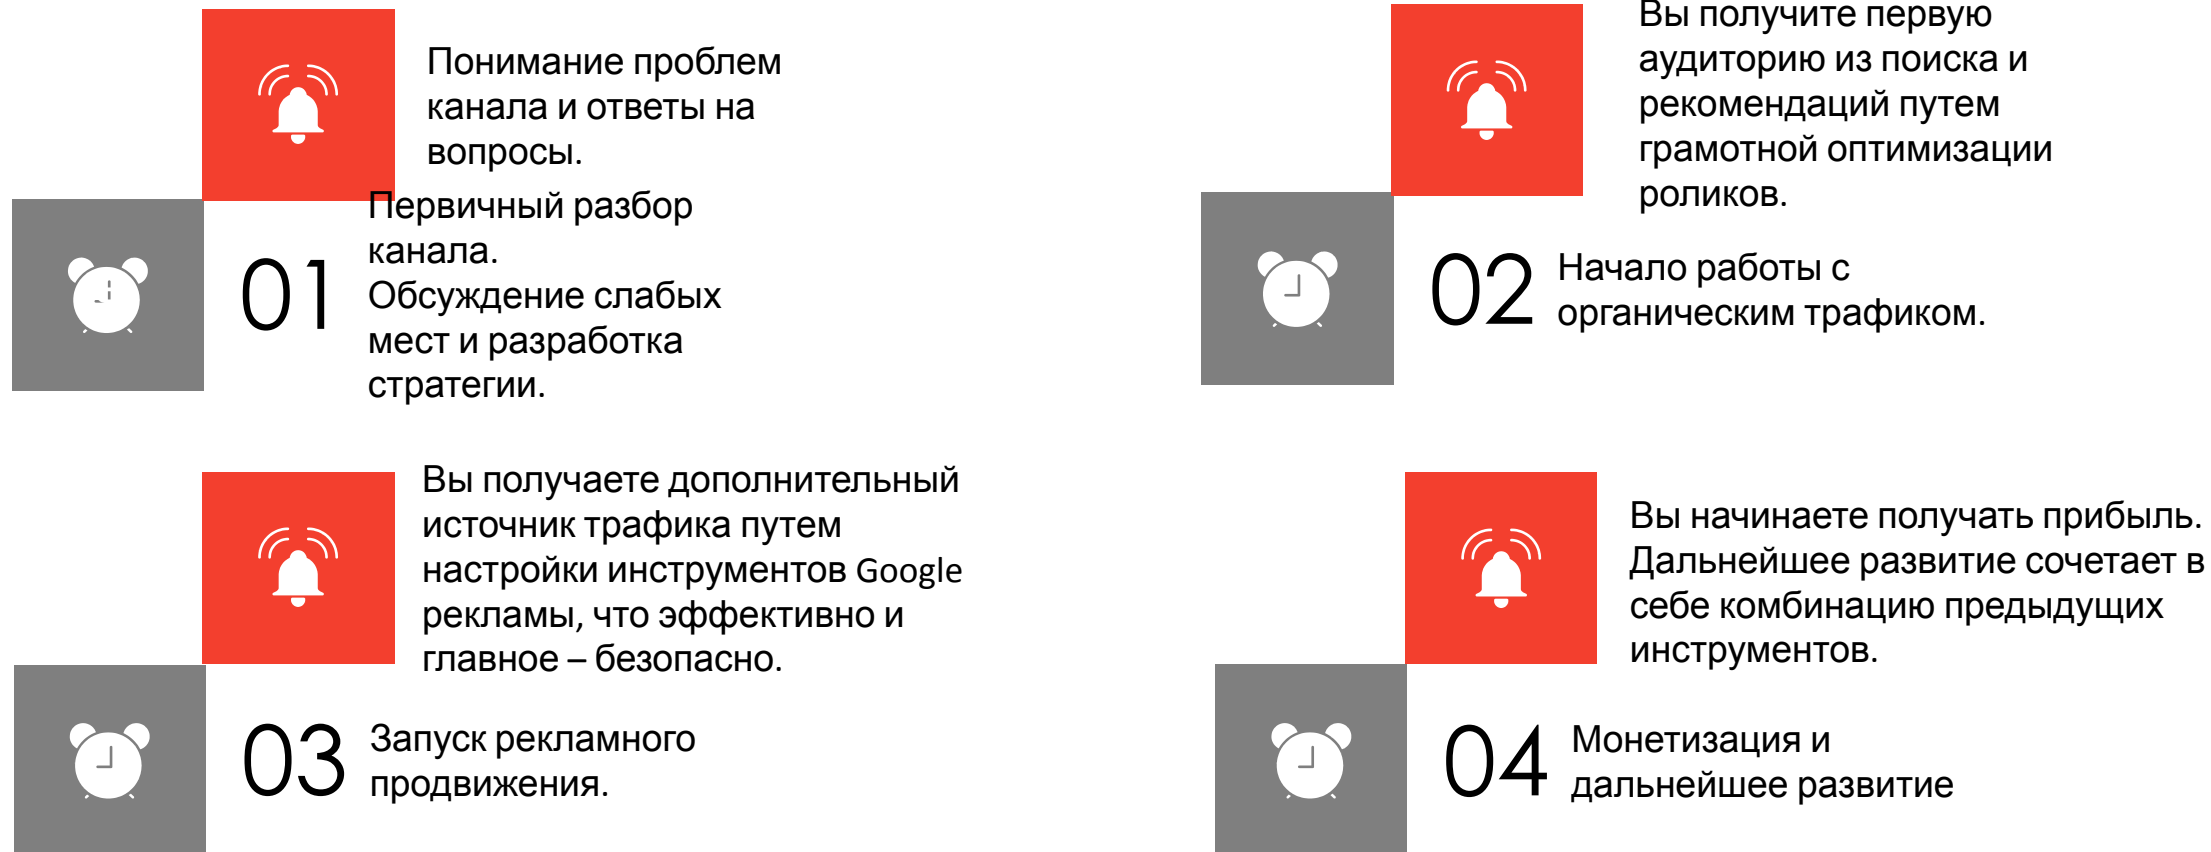 Понимание проблем
канала и ответы на
вопросы.
01
Первичный разбор
канала.
Обсуждение слабых
мест и разработка
стратегии.
Вы получите первую
аудиторию из поиска и
рекомендаций путем
грамотной оптимизации
роликов.
02
Начало работы с
органическим трафиком.
Вы получаете дополнительный
источник трафика путем
настройки инструментов Google
рекламы, что эффективно и
главное – безопасно.
03
Запуск рекламного
продвижения.
Вы начинаете получать прибыль.
Дальнейшее развитие сочетает в
себе комбинацию предыдущих
инструментов.
04
Монетизация и
дальнейшее развитие